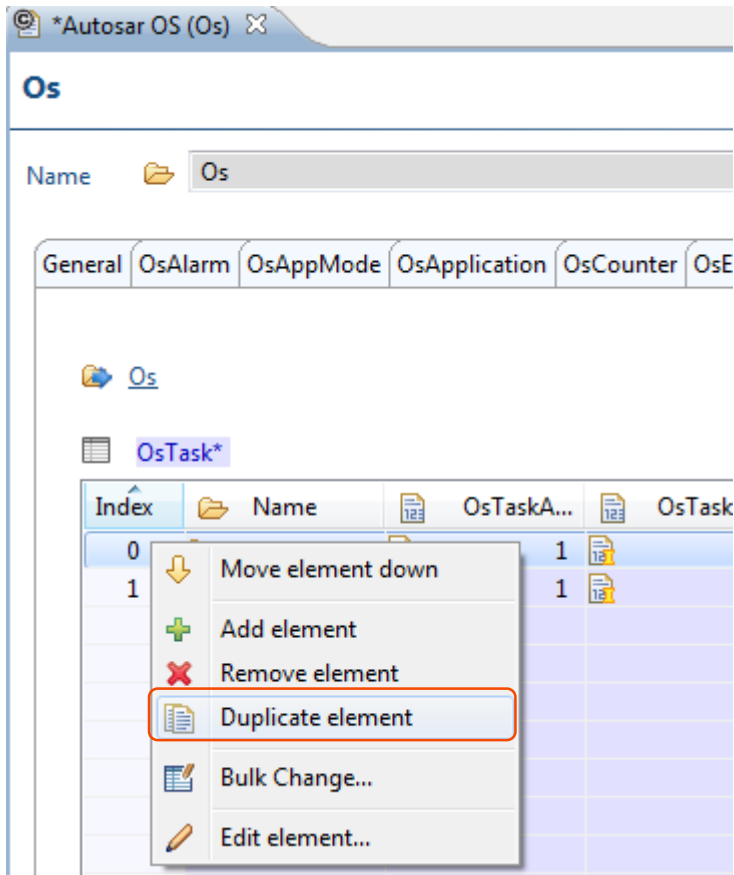 *Autosar OS (Os)
Os
Name Os
General OsAlarm OsAppMode OsApplication OsCounter OsE
Os
OsTask*
Index Name OsTaskA... OsTask
0 1
Move element down
1 1
Add element
Remove element
Duplicate element
Bulk Change...
Edit element...